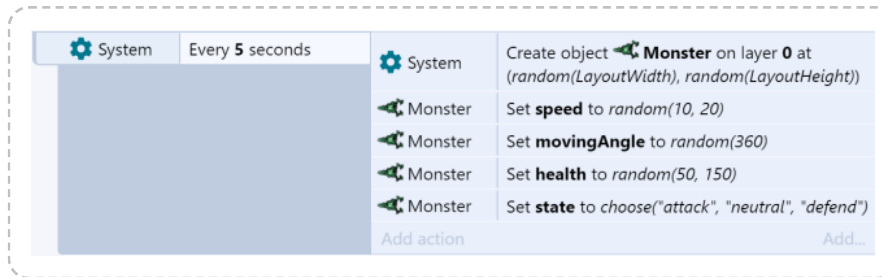 System Every 5 seconds
System Create object Monster on layer 0 at
(random(LayoutWidth), random(LayoutHeight))
Monster Set speed to random(10, 20)
Monster Set movingAngle to random(360)
Monster Set health to random(50, 150)
Monster Set state to choose("attack", "neutral", "defend")
Add action Add...